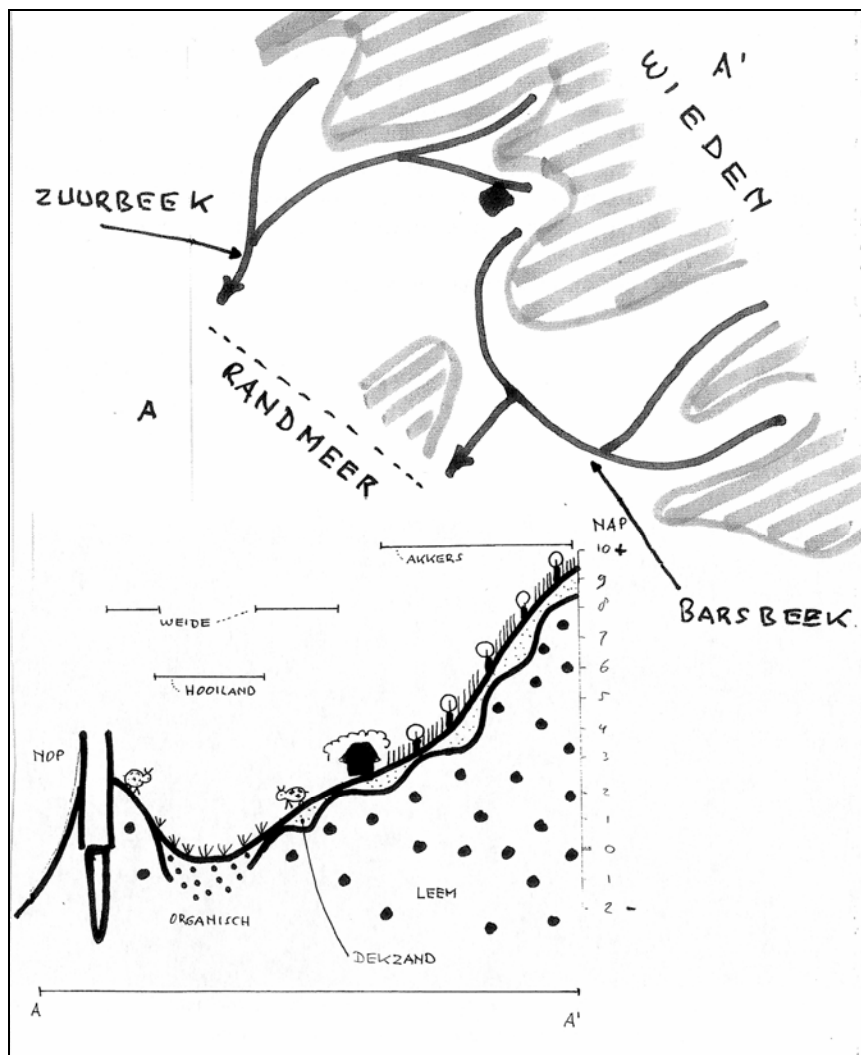 A'
WIEDEN
ZUURBEEK
RANDMEER
A
BARSBEEK
NAP
AKKERS
10 +
9
8
7
6
5
4
3
2
1
0
1
2 -
WEIDE
HOOILAND
NOP
LEEM
ORGANISCH
DEKZAND
A
A'